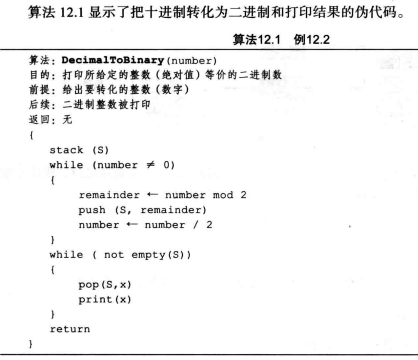 算法 12.1 显示了把十进制转化为二进制和打印结果的伪代码。
算法12.1 例12.2
算法：DecimalToBinary(number)
目的：打印所给定的整数(绝对值)等价的二进制数
前提：给出要转化的整数(数字)
后续：二进制整数被打印
返回：无
{
stack (S)
while (number ≠ 0)
{
remainder ← number mod 2
push (S, remainder)
number ← number / 2
}
while ( not empty(S))
{
pop(S,x)
print(x)
}
return
}